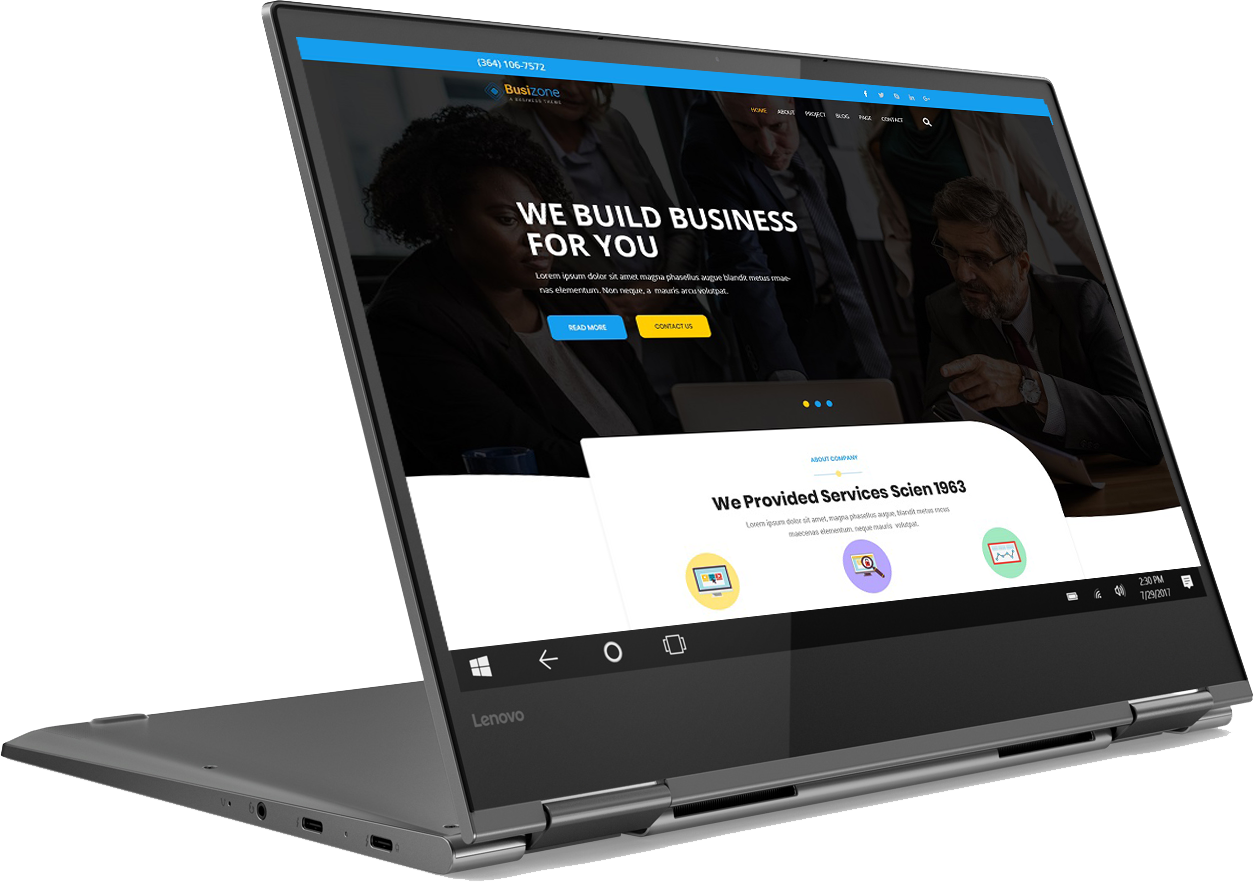 (364) 106-7572
Busizone
A BUSINESS THEME
HOME ABOUT PROJECT BLOG PAGE CONTACT
WE BUILD BUSINESS
FOR YOU
Lorem ipsum dolor sit amet magna phasellus augue blandit metus mae-
nas elementum. Non neque, a mauris arcu volutpat.
READ MORE CONTACT US
ABOUT COMPANY
We Provided Services Scien 1963
Lorem ipsum dolor sit amet, magna phasellus augue, blandit metus
maecenas elementum, neque mauris volutpat.
2:30 PM
7/29/2017
Lenovo